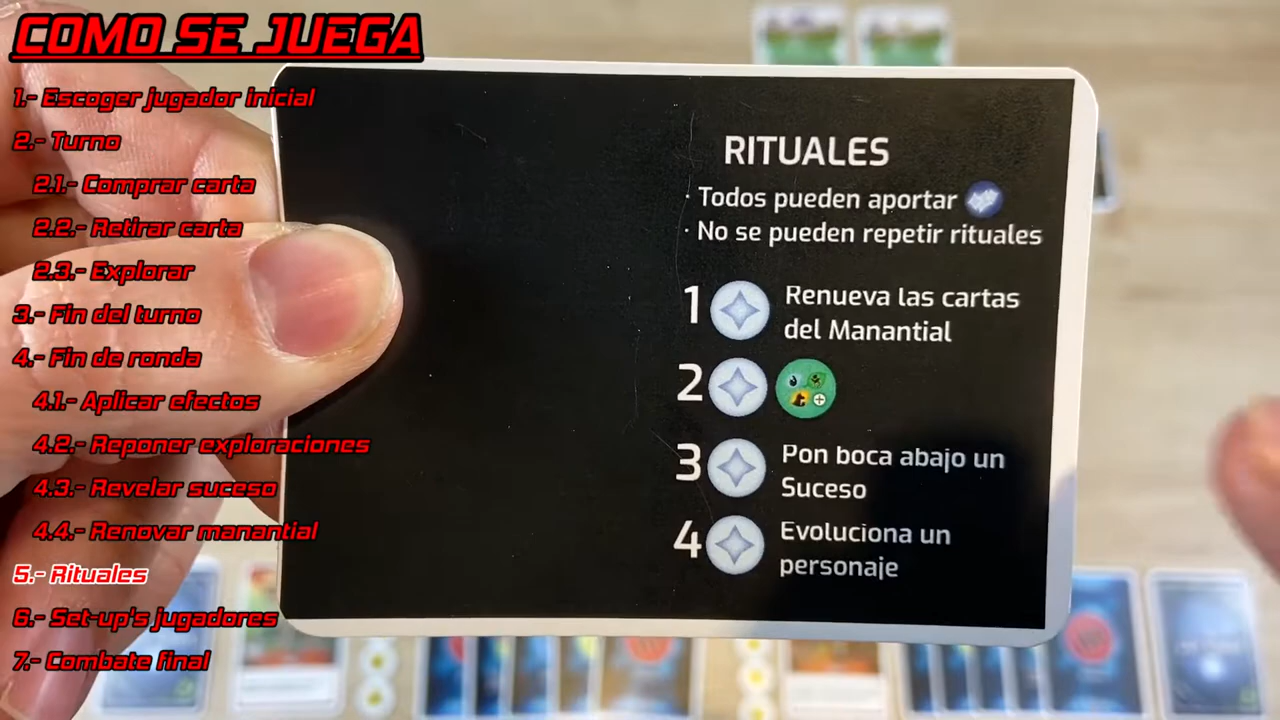 COMO SE JUEGA
1.- Escoger jugador inicial
2.- Turno
2.1.- Comprar carta
2.2.- Retirar carta
2.3.- Explorar
3.- Fin del turno
4.- Fin de ronda
4.1.- Aplicar efectos
4.2.- Reponer exploraciones
4.3.- Revelar suceso
4.4.- Renovar manantial
5.- Rituales
6.- Set-up's jugadores
7.- Combate final
RITUALES
· Todos pueden aportar
· No se pueden repetir rituales
1 Renueva las cartas
del Manantial
2
3 Pon boca abajo un
Suceso
4 Evoluciona un
personaje